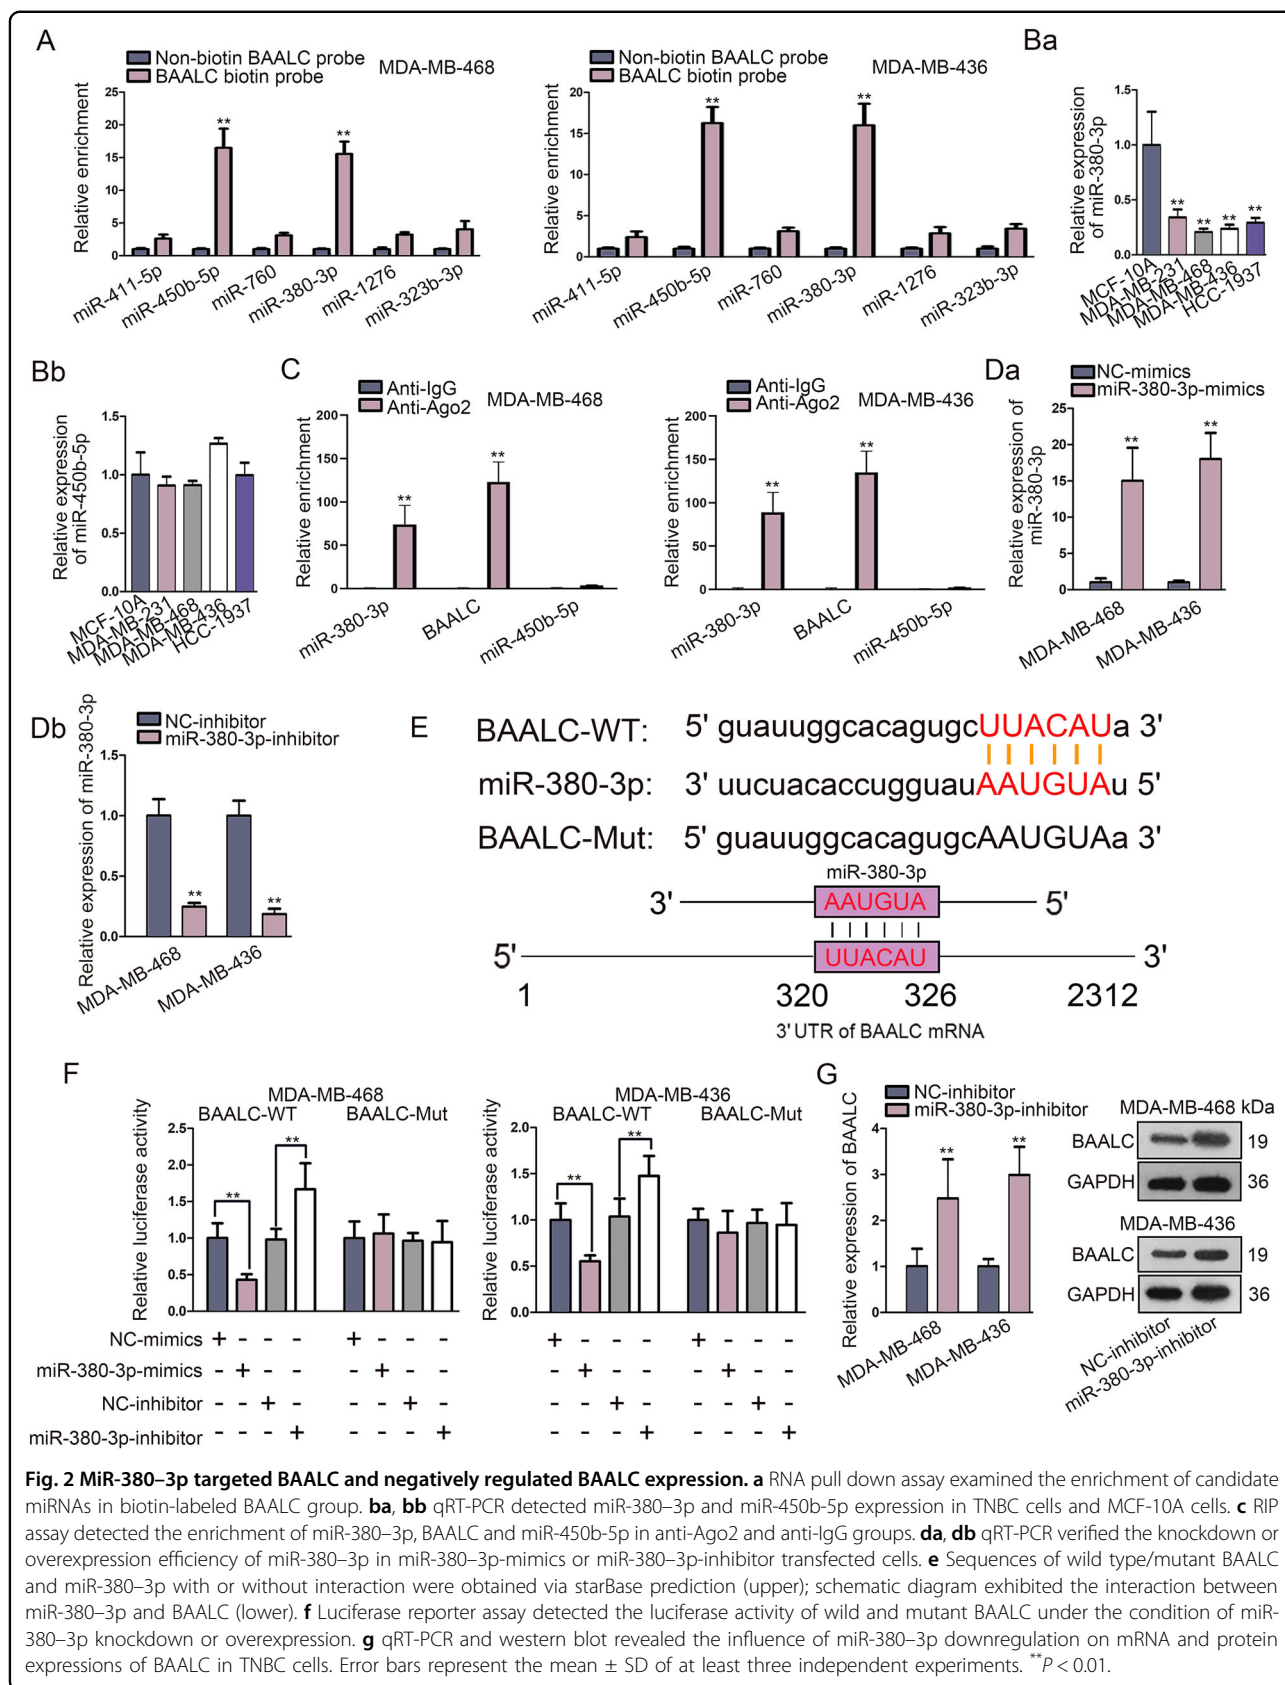 A
Non-biotin BAALC probe
BAALC biotin probe
MDA-MB-468
Relative enrichment
25
20
15
10
5
0
miR-411-5p
miR-450b-5p
miR-760
miR-380-3p
miR-1276
miR-323b-3p
**
**
Non-biotin BAALC probe
BAALC biotin probe
MDA-MB-436
Relative enrichment
20
15
10
5
0
miR-411-5p
miR-450b-5p
miR-760
miR-380-3p
miR-1276
miR-323b-3p
**
**
Ba
Relative expression
of miR-380-3p
1.5
1.0
0.5
0.0
** ** ** **
MCF-10A
MDA-MB-231
MDA-MB-468
MDA-MB-436
HCC-1937
Bb
Relative expression
of miR-450b-5p
1.5
1.0
0.5
0.0
MCF-10A
MDA-MB-231
MDA-MB-468
MDA-MB-436
HCC-1937
C
Anti-IgG
Anti-Ago2
MDA-MB-468
Relative enrichment
200
150
100
50
0
**
**
miR-380-3p
BAALC
miR-450b-5p
Anti-IgG
Anti-Ago2
MDA-MB-436
Relative enrichment
200
150
100
50
0
**
**
miR-380-3p
BAALC
miR-450b-5p
Da
NC-mimics
miR-380-3p-mimics
Relative expression of
miR-380-3p
25
20
15
10
5
0
**
**
MDA-MB-468
MDA-MB-436
Db
NC-inhibitor
miR-380-3p-inhibitor
Relative expression of miR-380-3p
1.5
1.0
0.5
0.0
**
**
MDA-MB-468
MDA-MB-436
E
BAALC-WT: 5' guauuggcacagugcUUACAUa 3'
miR-380-3p: 3' uucuacaccugguauAAUGUAu 5'
BAALC-Mut: 5' guauuggcacagugcAAUGUAa 3'
miR-380-3p
3' AAUGUA 5'
5' UUACAU 3'
1 320 326 2312
3' UTR of BAALC mRNA
F
MDA-MB-468
BAALC-WT BAALC-Mut
Relative luciferase activity
2.5
2.0
1.5
1.0
0.5
0.0
**
**
MDA-MB-436
BAALC-WT BAALC-Mut
Relative luciferase activity
2.0
1.5
1.0
0.5
0.0
**
**
NC-mimics + - - - + - - - + - - - + - - -
miR-380-3p-mimics - + - - - + - - - + - - - + - -
NC-inhibitor - - + - - - + - - - + - - - + -
miR-380-3p-inhibitor - - - + - - - + - - - + - - - +
G
NC-inhibitor
miR-380-3p-inhibitor
Relative expression of BAALC
4
3
2
1
0
**
**
MDA-MB-468
MDA-MB-436
MDA-MB-468 kDa
BAALC 19
GAPDH 36
MDA-MB-436
BAALC 19
GAPDH 36
NC-inhibitor
miR-380-3p-inhibitor
Fig. 2 MiR-380–3p targeted BAALC and negatively regulated BAALC expression. a RNA pull down assay examined the enrichment of candidate
miRNAs in biotin-labeled BAALC group. ba, bb qRT-PCR detected miR-380–3p and miR-450b-5p expression in TNBC cells and MCF-10A cells. c RIP
assay detected the enrichment of miR-380–3p, BAALC and miR-450b-5p in anti-Ago2 and anti-IgG groups. da, db qRT-PCR verified the knockdown or
overexpression efficiency of miR-380–3p in miR-380–3p-mimics or miR-380–3p-inhibitor transfected cells. e Sequences of wild type/mutant BAALC
and miR-380–3p with or without interaction were obtained via starBase prediction (upper); schematic diagram exhibited the interaction between
miR-380–3p and BAALC (lower). f Luciferase reporter assay detected the luciferase activity of wild and mutant BAALC under the condition of miR-
380–3p knockdown or overexpression. g qRT-PCR and western blot revealed the influence of miR-380–3p downregulation on mRNA and protein
expressions of BAALC in TNBC cells. Error bars represent the mean ± SD of at least three independent experiments. **P < 0.01.